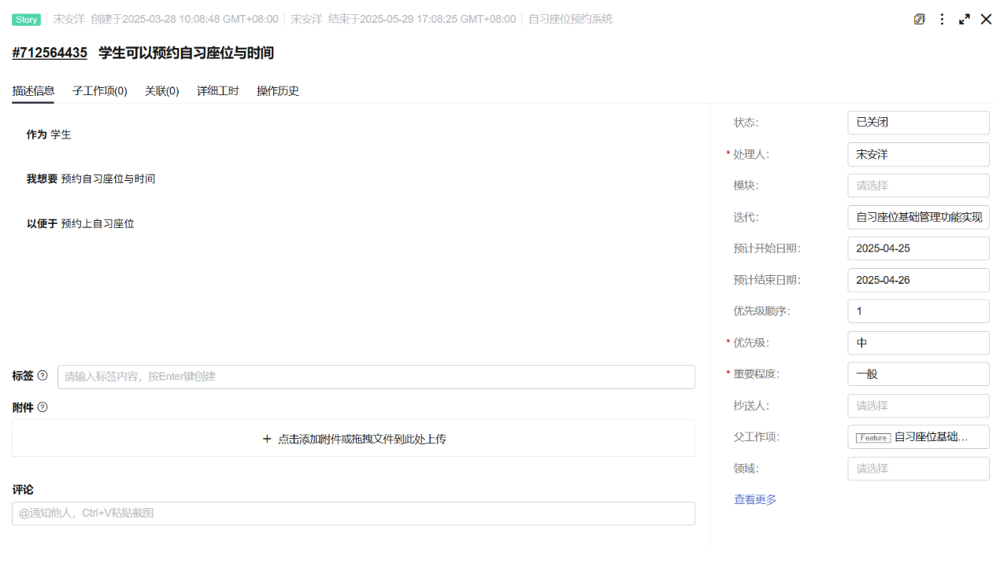 Story 宋安洋 创建于2025-03-28 10:08:48 GMT+08:00 宋安洋 结束于2025-05-29 17:08:25 GMT+08:00 自习座位预约系统
#712564435 学生可以预约自习座位与时间
描述信息 子工作项(0) 关联(0) 详细工时 操作历史
作为 学生
我想要 预约自习座位与时间
以便于 预约上自习座位
标签 ? 请输入标签内容，按Enter键创建
附件 ?
+ 点击添加附件或拖拽文件到此处上传
评论
@通知他人，Ctrl+V粘贴截图
状态: 已关闭
* 处理人: 宋安洋
模块: 请选择
迭代: 自习座位基础管理功能实现
预计开始日期: 2025-04-25
预计结束日期: 2025-04-26
优先级顺序: 1
* 优先级: 中
* 重要程度: 一般
抄送人: 请选择
父工作项: Feature 自习座位基础…
领域: 请选择
查看更多